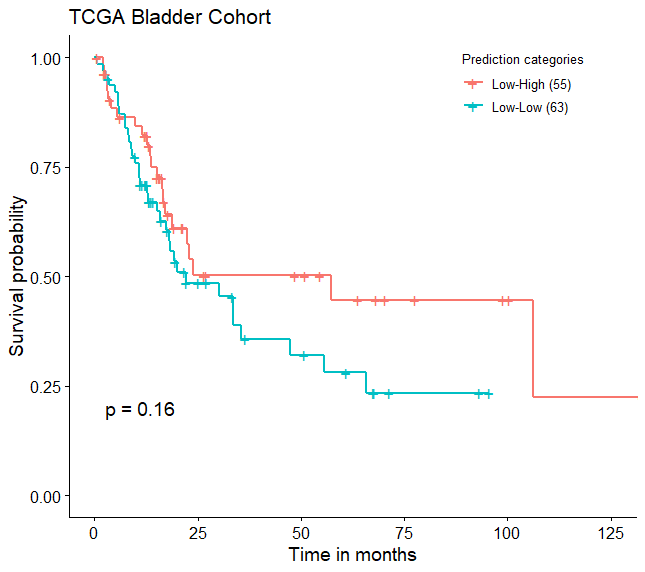 TCGA Bladder Cohort
Prediction categories
Low-High (55)
Low-Low (63)
Survival probability
1.00
0.75
0.50
0.25
0.00
p = 0.16
0 25 50 75 100 125
Time in months